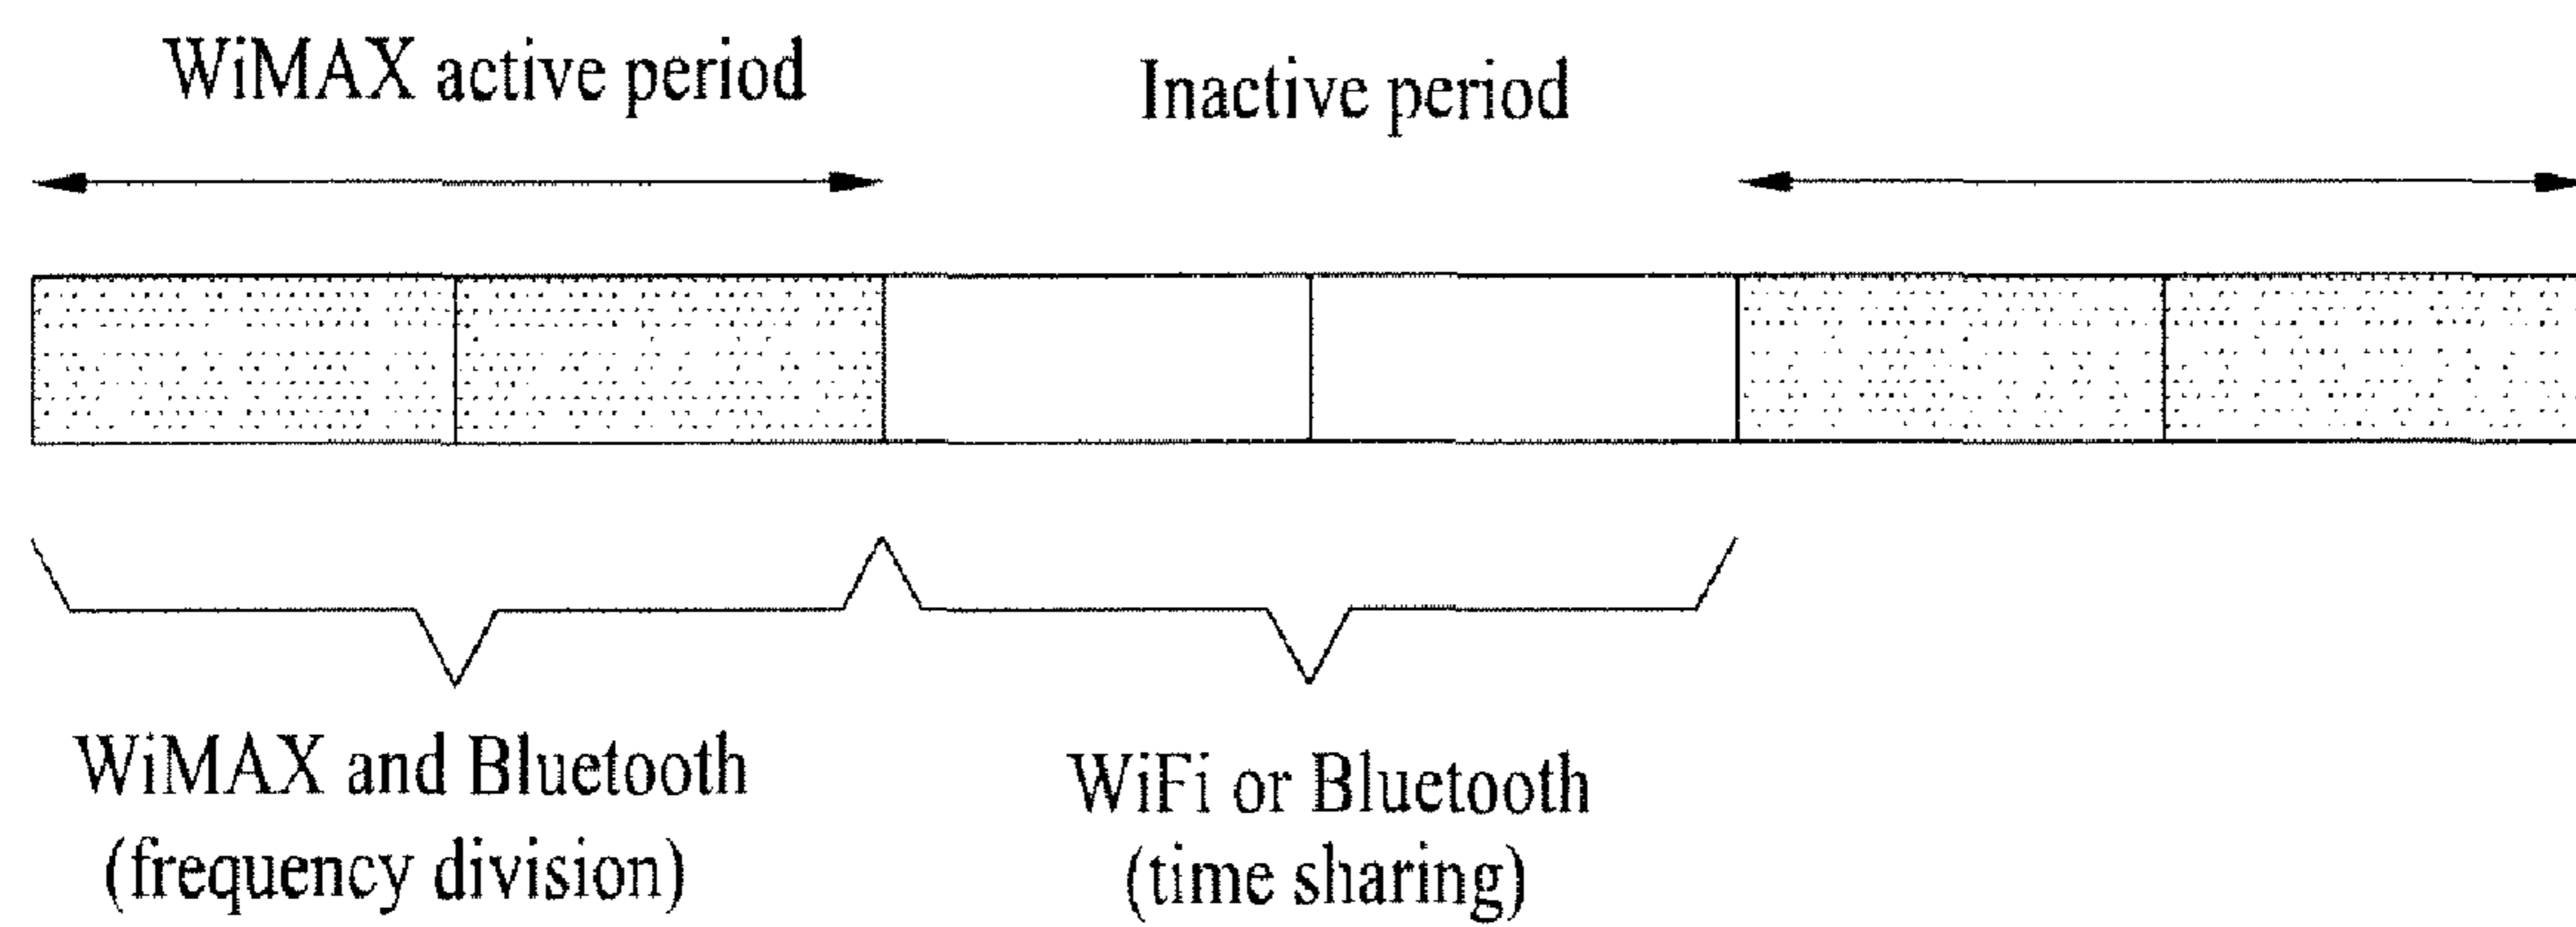 WiMAX active period
Inactive period
WiMAX and Bluetooth
(frequency division)
WiFi or Bluetooth
(time sharing)